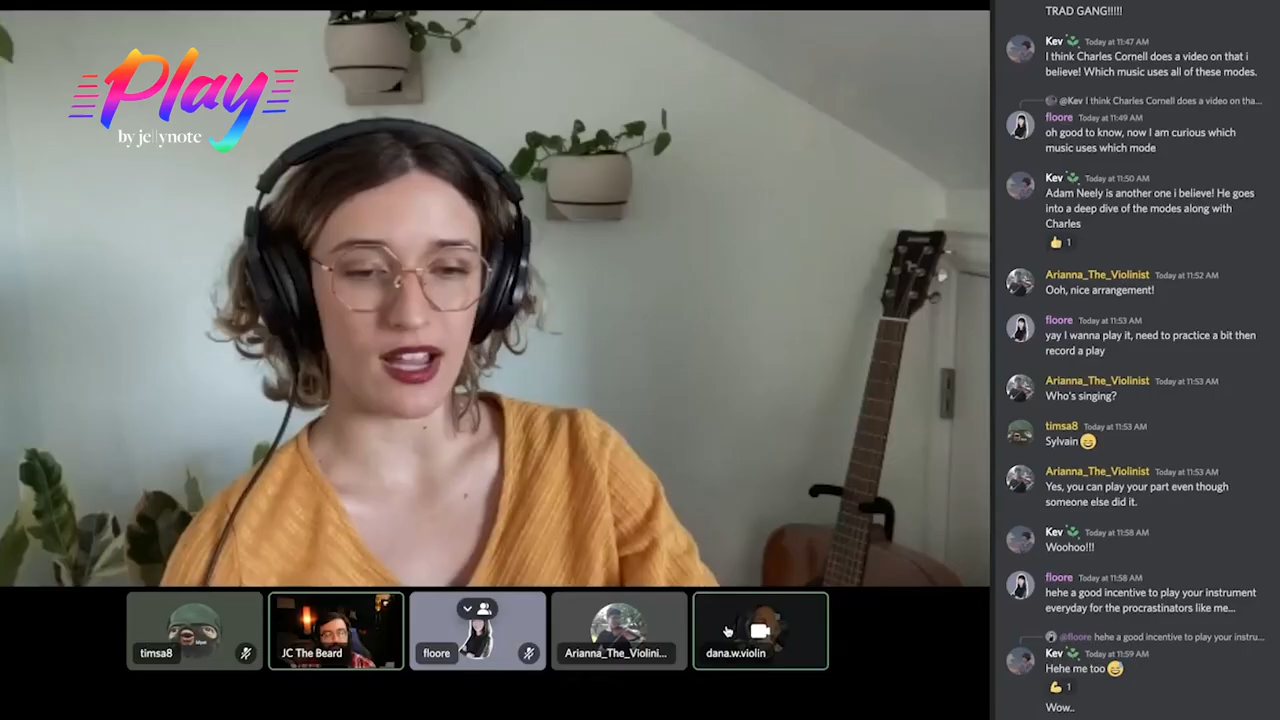 Play
by jellynote
timsa8
JC The Beard
floore
Arianna_The_Violini...
dana.w.violin
TRAD GANG!!!!!
Kev Today at 11:47 AM
I think Charles Cornell does a video on that i
believe! Which music uses all of these modes.
@Kev I think Charles Cornell does a video on tha...
floore Today at 11:49 AM
oh good to know, now I am curious which
music uses which mode
Kev Today at 11:50 AM
Adam Neely is another one i believe! He goes
into a deep dive of the modes along with
Charles
1
Arianna_The_Violinist Today at 11:52 AM
Ooh, nice arrangement!
floore Today at 11:53 AM
yay I wanna play it, need to practice a bit then
record a play
Arianna_The_Violinist Today at 11:53 AM
Who's singing?
timsa8 Today at 11:53 AM
Sylvain
Arianna_The_Violinist Today at 11:53 AM
Yes, you can play your part even though
someone else did it.
Kev Today at 11:58 AM
Woohoo!!!
floore Today at 11:58 AM
hehe a good incentive to play your instrument
everyday for the procrastinators like me...
@floore hehe a good incentive to play your instru...
Kev Today at 11:59 AM
Hehe me too
1
Wow..